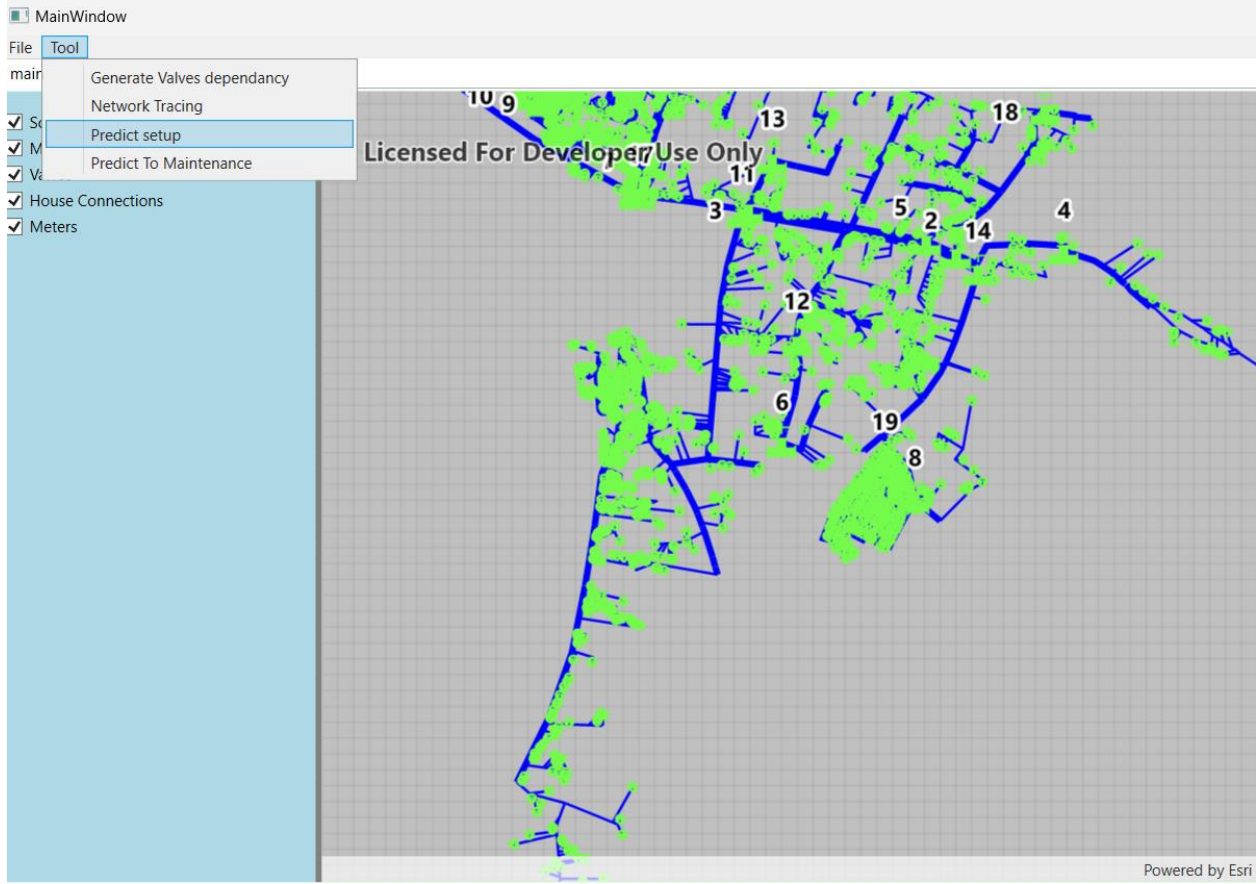 MainWindow
File Tool
main
Generate Valves dependancy
Network Tracing
Predict setup
Predict To Maintenance
House Connections
Meters
Licensed For Developer Use Only
10
9
13
18
11
3
5
2
14
4
12
6
19
8
Powered by Esri